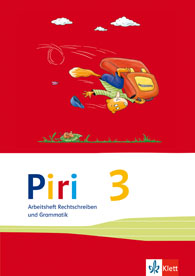 Piri 3
Arbeitsheft Rechtschreiben
und Grammatik
Klett